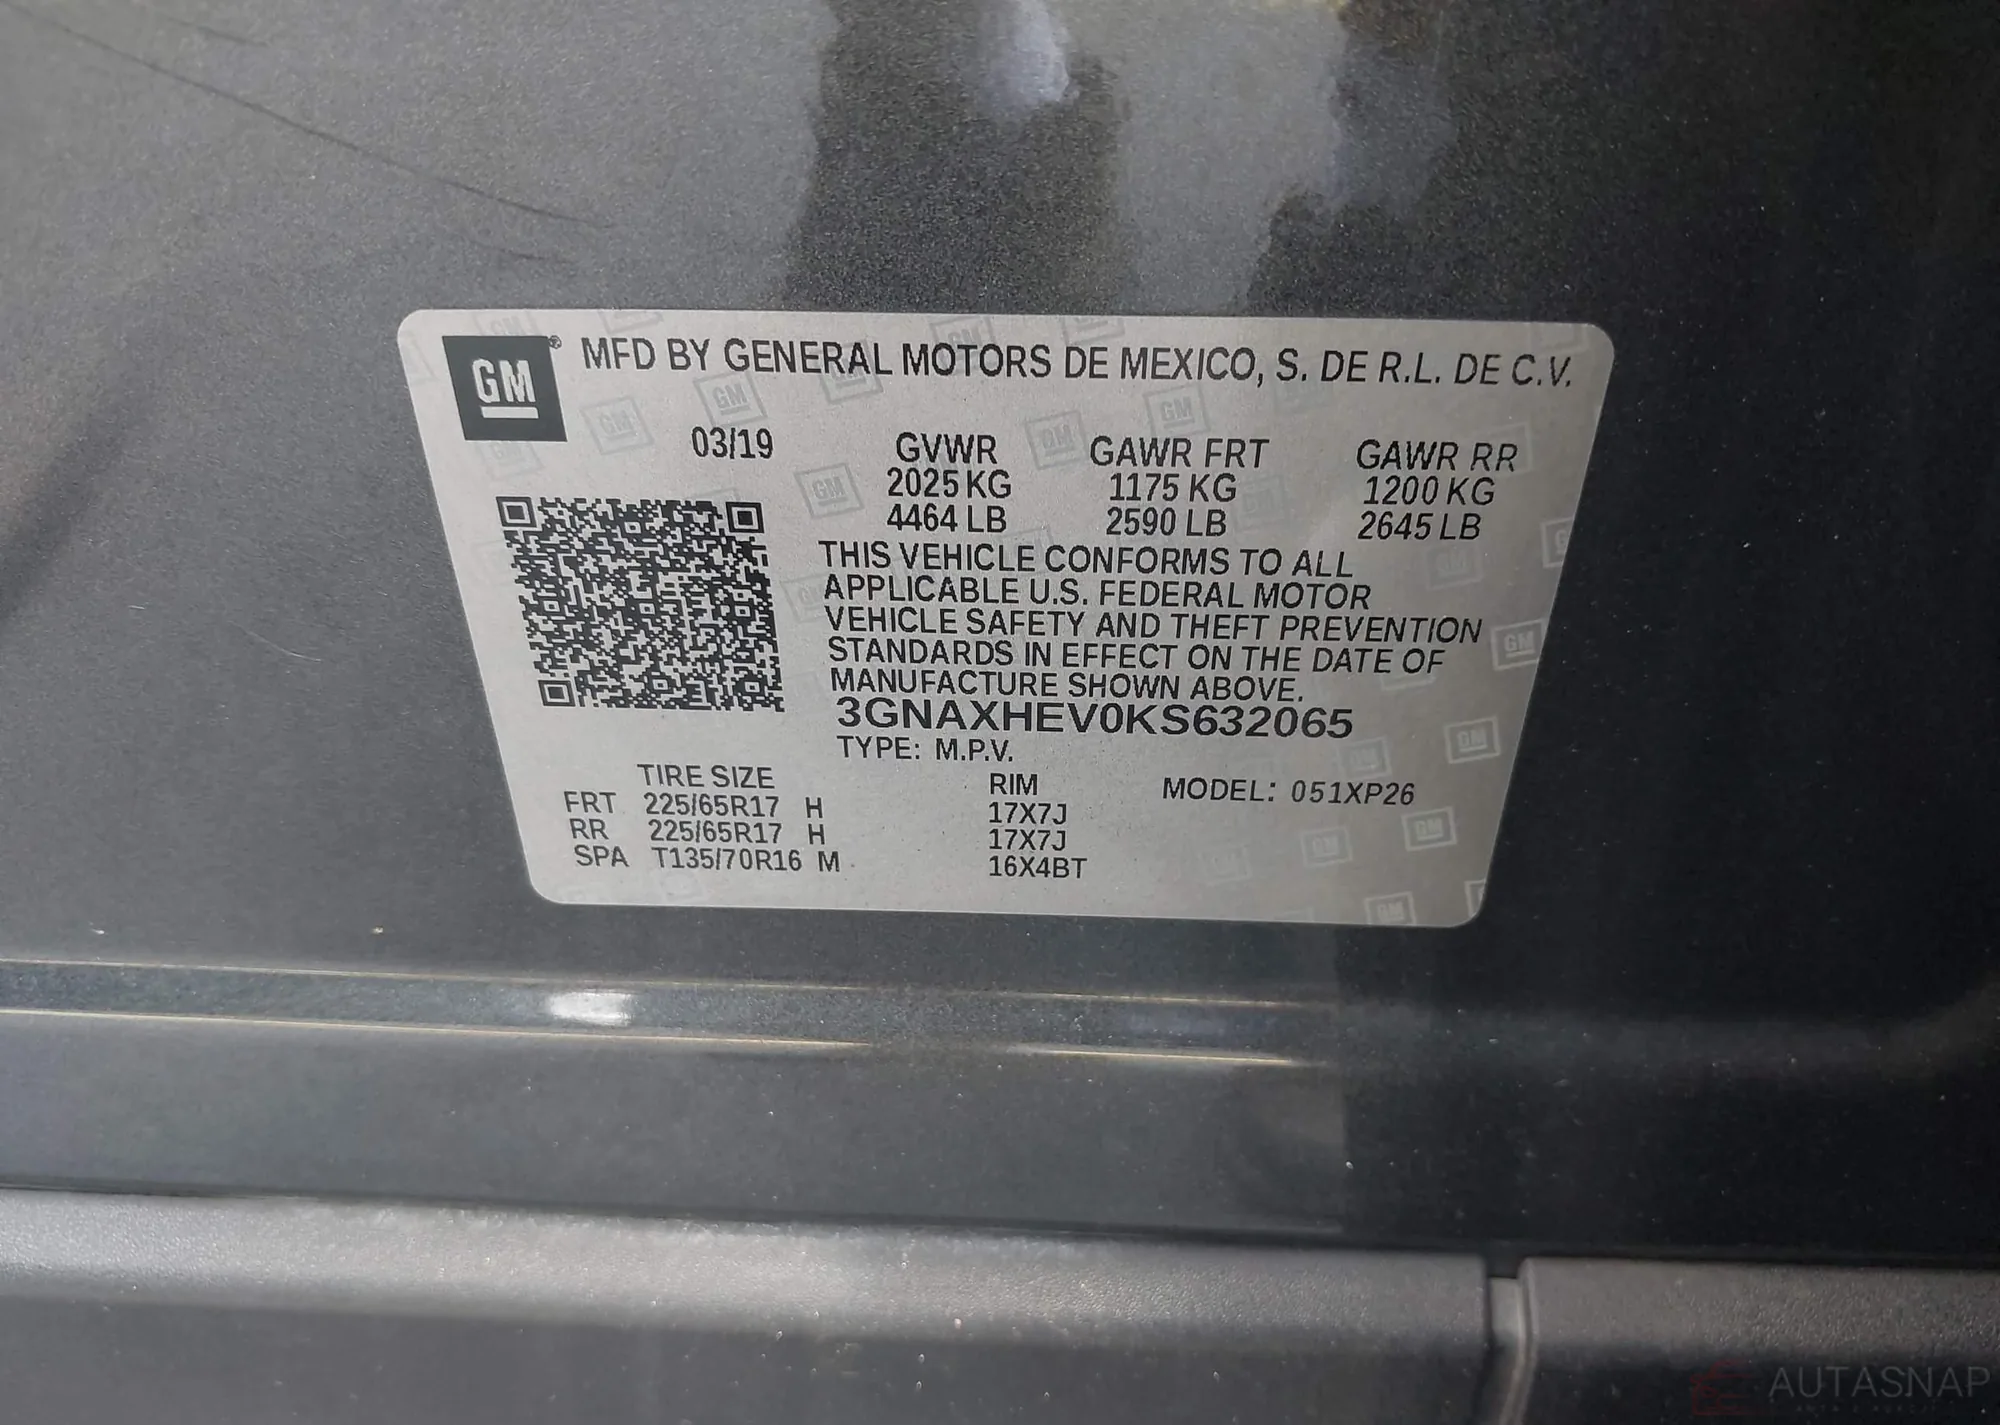 GM
® MFD BY GENERAL MOTORS DE MEXICO, S. DE R.L. DE C.V.
03/19
GVWR GAWR FRT GAWR RR
2025 KG 1175 KG 1200 KG
4464 LB 2590 LB 2645 LB
THIS VEHICLE CONFORMS TO ALL
APPLICABLE U.S. FEDERAL MOTOR
VEHICLE SAFETY AND THEFT PREVENTION
STANDARDS IN EFFECT ON THE DATE OF
MANUFACTURE SHOWN ABOVE.
3GNAXHEV0KS632065
TYPE: M.P.V.
TIRE SIZE RIM MODEL: 051XP26
FRT 225/65R17 H 17X7J
RR 225/65R17 H 17X7J
SPA T135/70R16 M 16X4BT
AUTASNAP